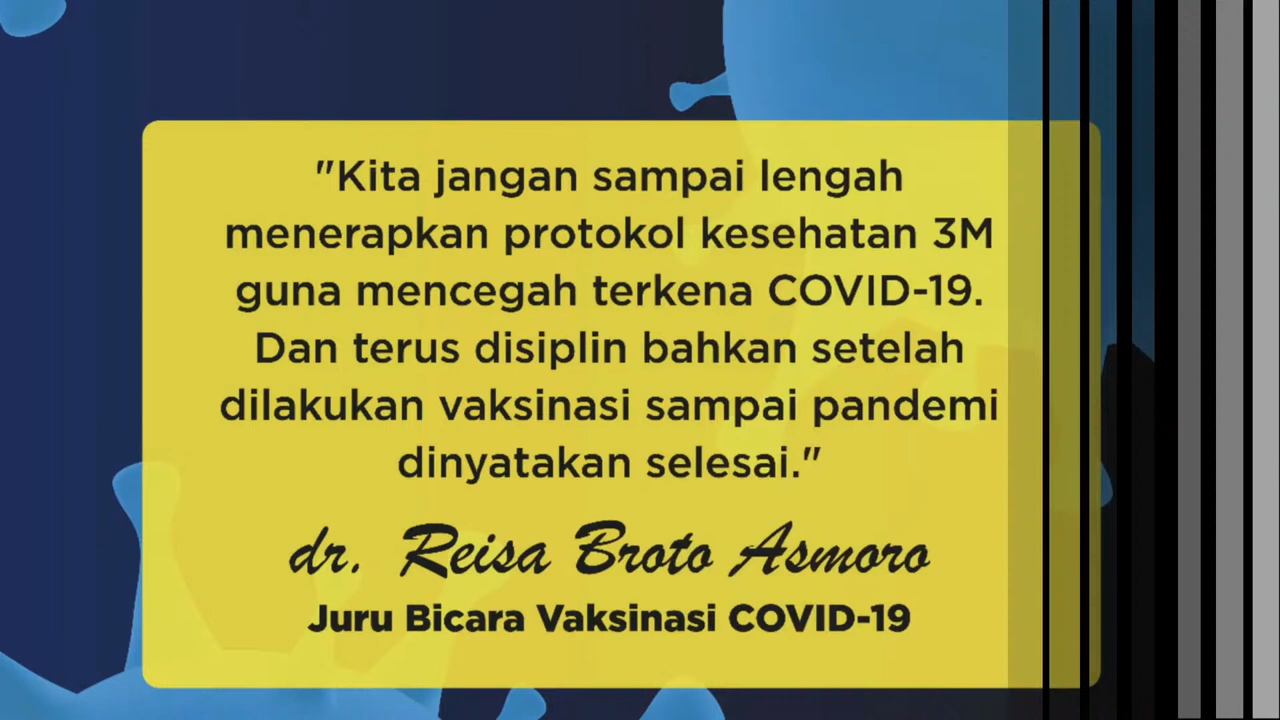 "Kita jangan sampai lengah
menerapkan protokol kesehatan 3M
guna mencegah terkena COVID-19.
Dan terus disiplin bahkan setelah
dilakukan vaksinasi sampai pandemi
dinyatakan selesai."
dr. Reisa Broto Asmoro
Juru Bicara Vaksinasi COVID-19